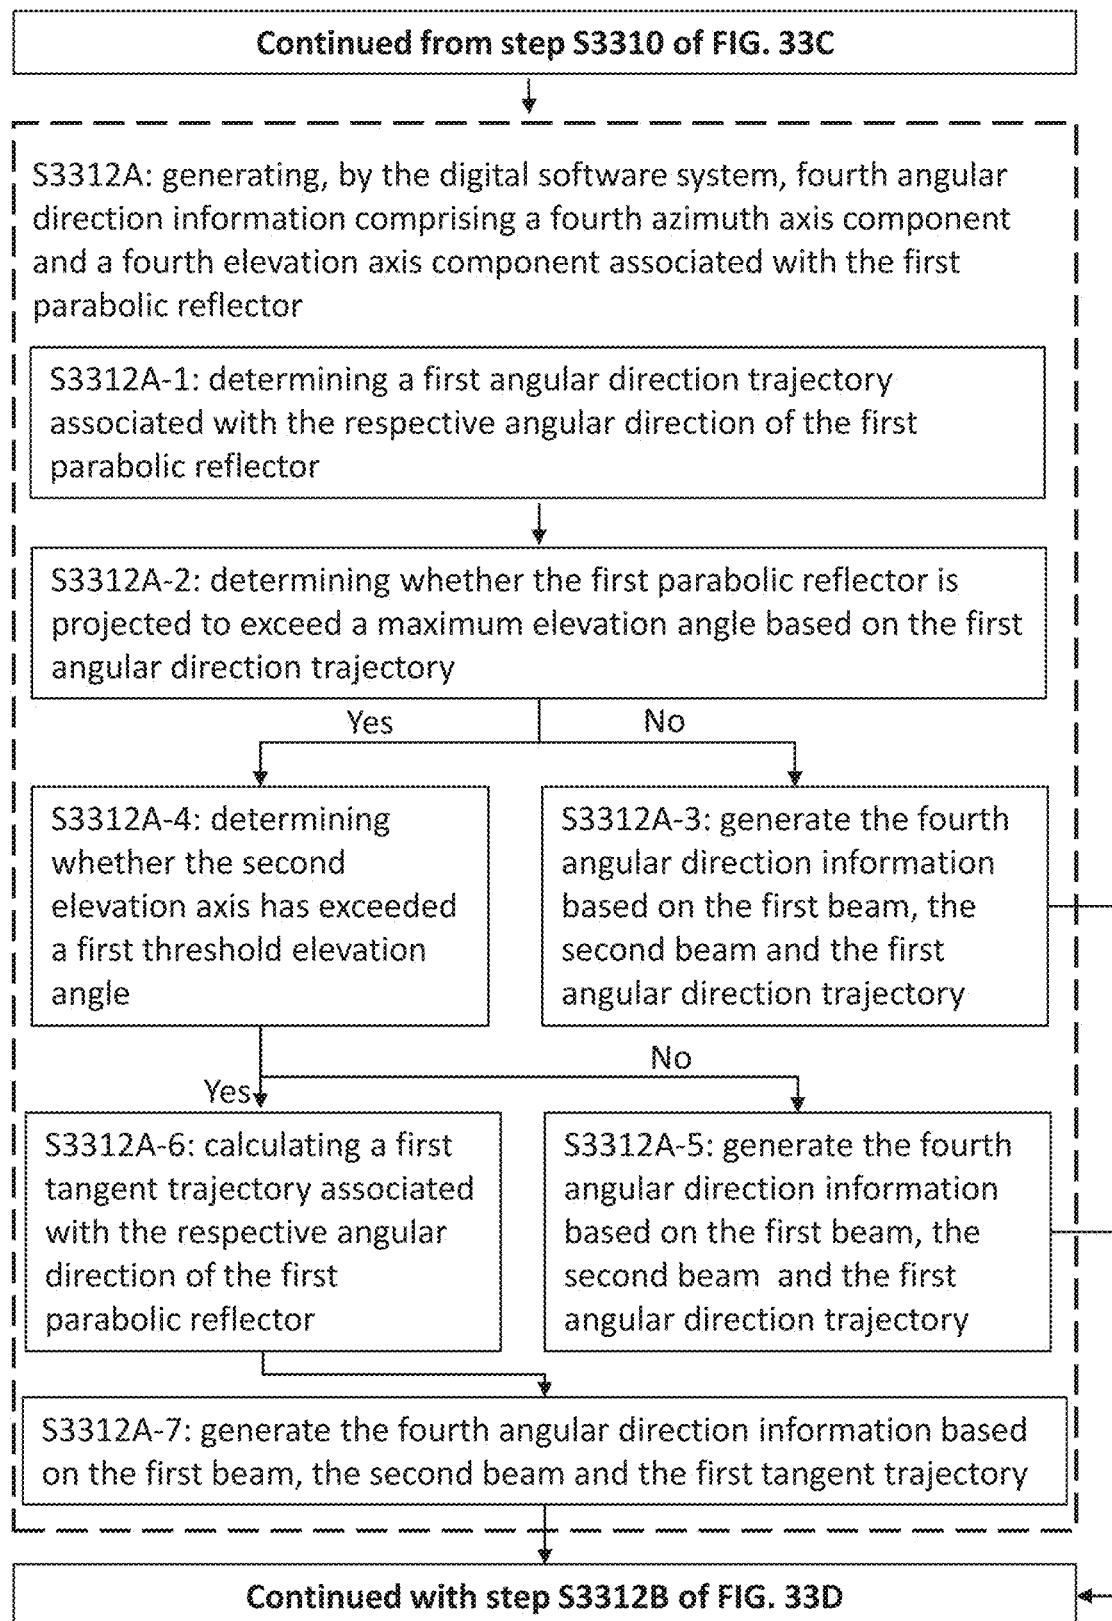 Continued from step S3310 of FIG. 33C
S3312A: generating, by the digital software system, fourth angular
direction information comprising a fourth azimuth axis component
and a fourth elevation axis component associated with the first
parabolic reflector
S3312A-1: determining a first angular direction trajectory
associated with the respective angular direction of the first
parabolic reflector
S3312A-2: determining whether the first parabolic reflector is
projected to exceed a maximum elevation angle based on the first
angular direction trajectory
Yes
No
S3312A-4: determining
whether the second
elevation axis has exceeded
a first threshold elevation
angle
S3312A-3: generate the fourth
angular direction information
based on the first beam, the
second beam and the first
angular direction trajectory
No
Yes
S3312A-6: calculating a first
tangent trajectory associated
with the respective angular
direction of the first
parabolic reflector
S3312A-5: generate the fourth
angular direction information
based on the first beam, the
second beam  and the first
angular direction trajectory
S3312A-7: generate the fourth angular direction information based
on the first beam, the second beam and the first tangent trajectory
Continued with step S3312B of FIG. 33D